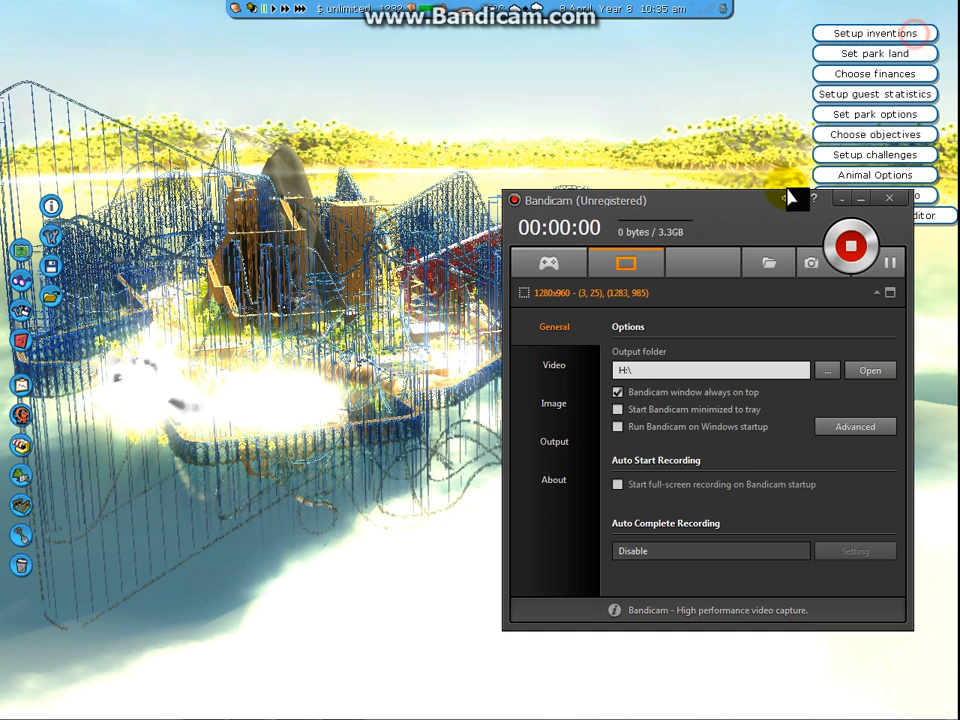 $ unlimited
8 April, Year 8 10:35 am
www.Bandicam.com
Setup inventions
Set park land
Choose finances
Setup guest statistics
Set park options
Choose objectives
Setup challenges
Animal Options
Bandicam (Unregistered)
00:00:00
0 bytes / 3.3GB
1280x960 - (3, 25), (1283, 985)
General
Video
Image
Output
About
Options
Output folder
H:\
...
Open
Bandicam window always on top
Start Bandicam minimized to tray
Run Bandicam on Windows startup
Advanced
Auto Start Recording
Start full-screen recording on Bandicam startup
Auto Complete Recording
Disable
Setting
Bandicam - High performance video capture.